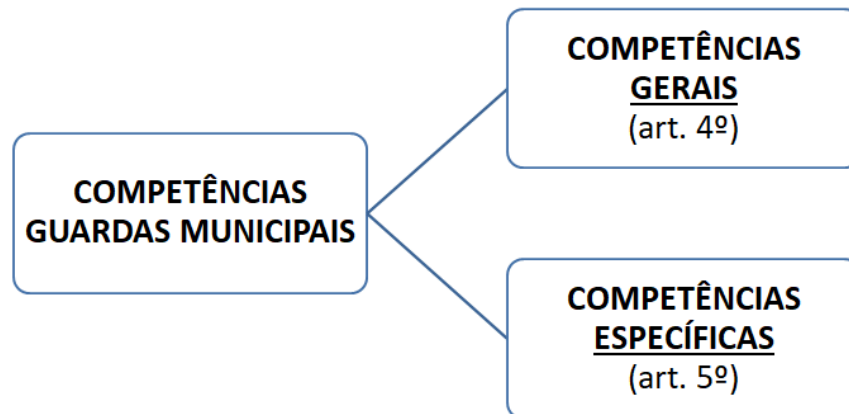 COMPETÊNCIAS
GUARDAS MUNICIPAIS
COMPETÊNCIAS
GERAIS
(art. 4º)
COMPETÊNCIAS
ESPECÍFICAS
(art. 5º)